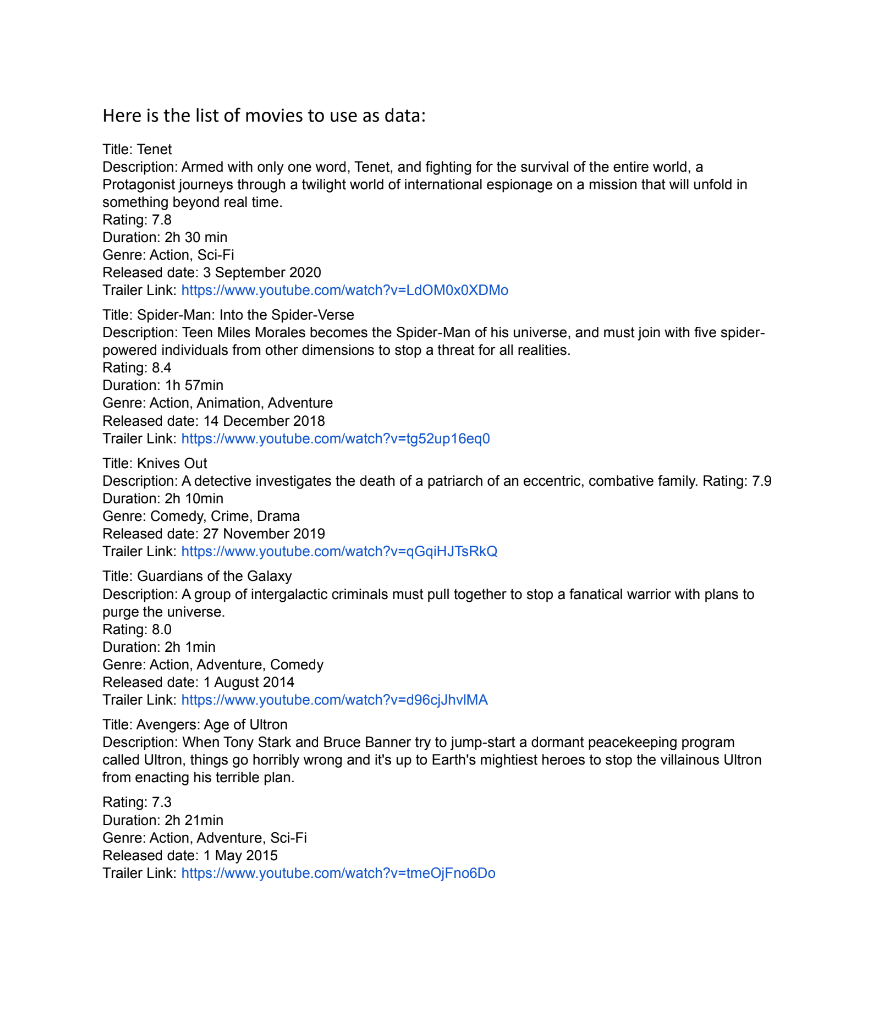 Here is the list of movies to use as data:
Title: Tenet
Description: Armed with only one word, Tenet, and fighting for the survival of the entire world, a
Protagonist journeys through a twilight world of international espionage on a mission that will unfold in
something beyond real time.
Rating: 7.8
Duration: 2h 30 min
Genre: Action, Sci-Fi
Released date: 3 September 2020
Trailer Link: https://www.youtube.com/watch?v=LdOM0x0XDMo
Title: Spider-Man: Into the Spider-Verse
Description: Teen Miles Morales becomes the Spider-Man of his universe, and must join with five spider-
powered individuals from other dimensions to stop a threat for all realities.
Rating: 8.4
Duration: 1h 57min
Genre: Action, Animation, Adventure
Released date: 14 December 2018
Trailer Link: https://www.youtube.com/watch?v=tg52up16eq0
Title: Knives Out
Description: A detective investigates the death of a patriarch of an eccentric, combative family. Rating: 7.9
Duration: 2h 10min
Genre: Comedy, Crime, Drama
Released date: 27 November 2019
Trailer Link: https://www.youtube.com/watch?v=qGqiHJTsRkQ
Title: Guardians of the Galaxy
Description: A group of intergalactic criminals must pull together to stop a fanatical warrior with plans to
purge the universe.
Rating: 8.0
Duration: 2h 1min
Genre: Action, Adventure, Comedy
Released date: 1 August 2014
Trailer Link: https://www.youtube.com/watch?v=d96cjJhvlMA
Title: Avengers: Age of Ultron
Description: When Tony Stark and Bruce Banner try to jump-start a dormant peacekeeping program
called Ultron, things go horribly wrong and it's up to Earth's mightiest heroes to stop the villainous Ultron
from enacting his terrible plan.
Rating: 7.3
Duration: 2h 21min
Genre: Action, Adventure, Sci-Fi
Released date: 1 May 2015
Trailer Link: https://www.youtube.com/watch?v=tmeOjFno6Do